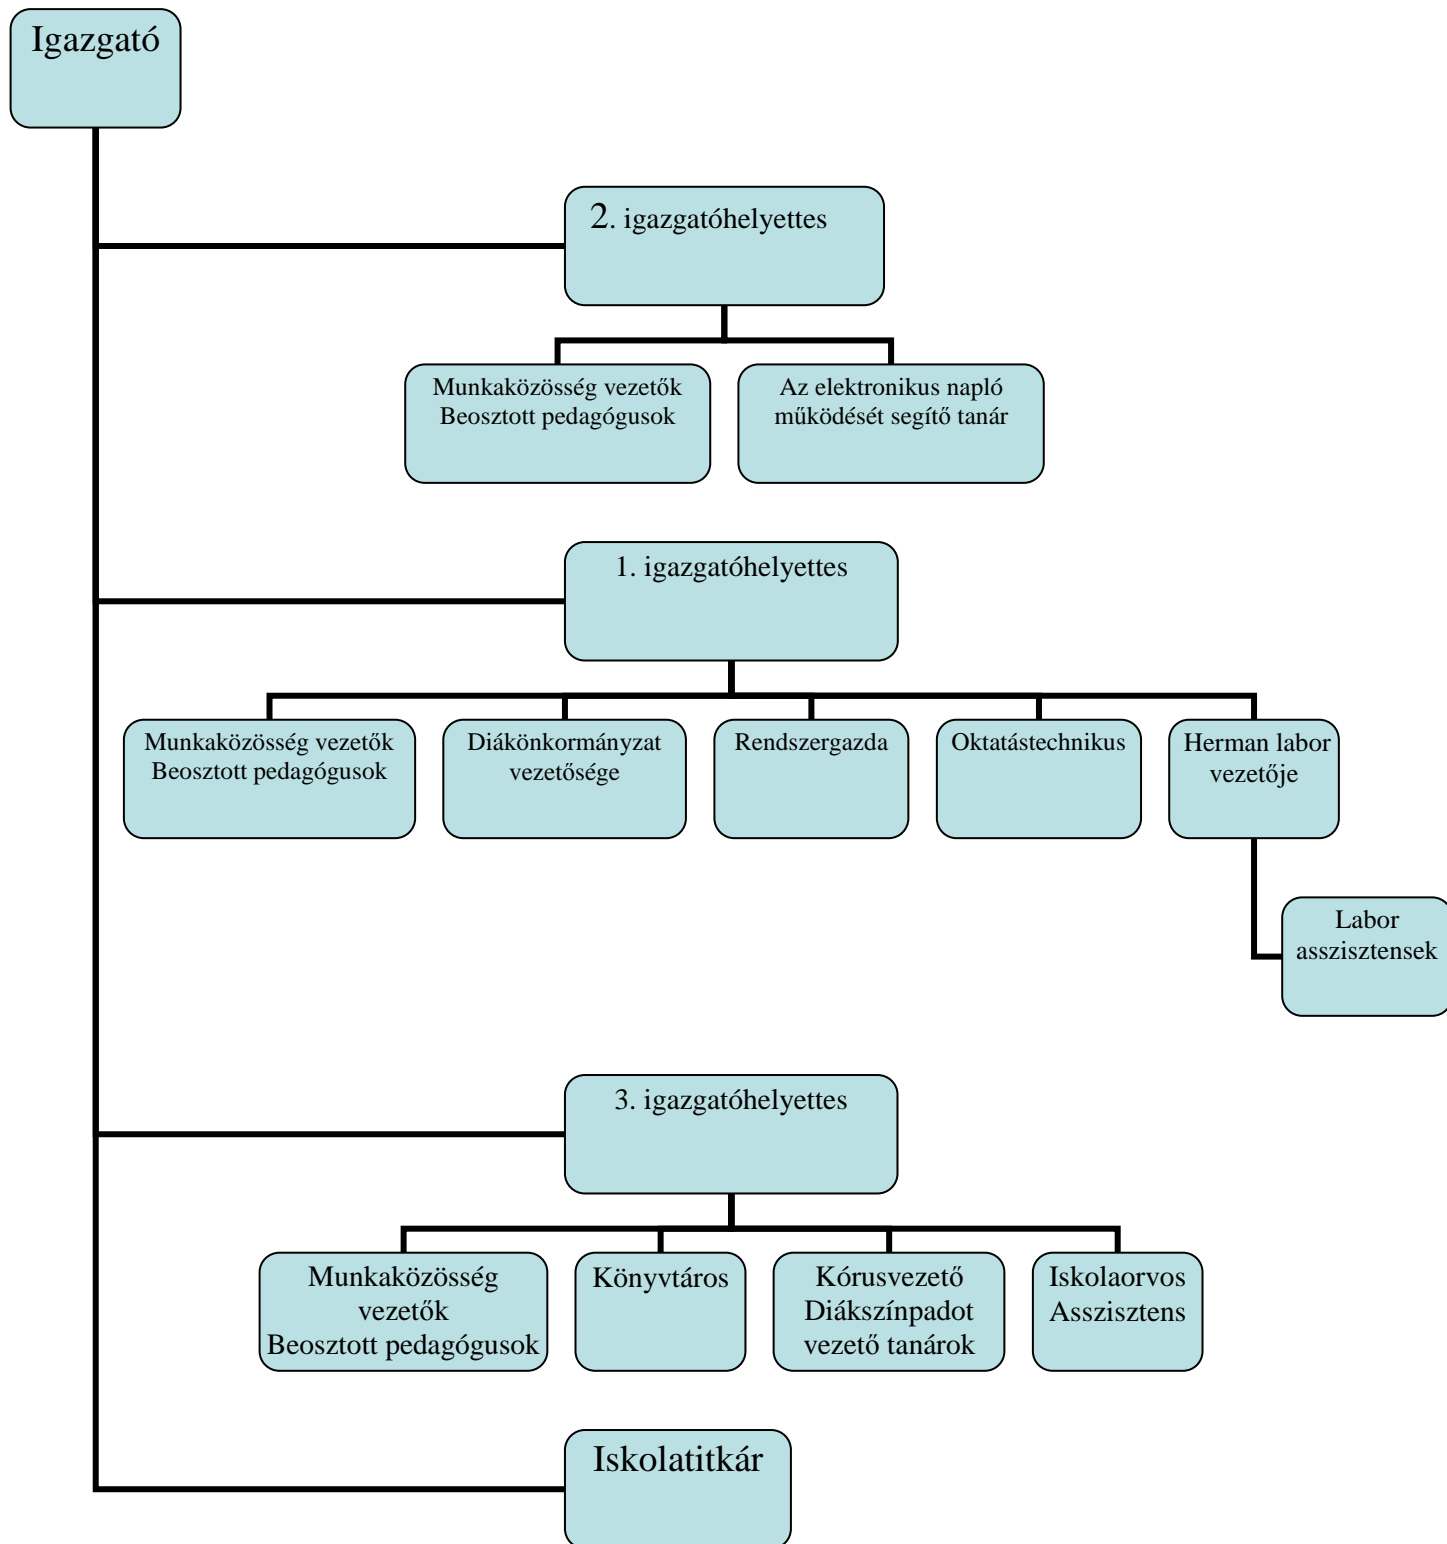 Igazgató
2. igazgatóhelyettes
Munkaközösség vezetők
Beosztott pedagógusok
Az elektronikus napló
működését segítő tanár
1. igazgatóhelyettes
Munkaközösség vezetők
Beosztott pedagógusok
Diákönkormányzat
vezetősége
Rendszergazda
Oktatástechnikus
Herman labor
vezetője
Labor
asszisztensek
3. igazgatóhelyettes
Munkaközösség
vezetők
Beosztott pedagógusok
Könyvtáros
Kórusvezető
Diákszínpadot
vezető tanárok
Iskolaorvos
Asszisztens
Iskolatitkár